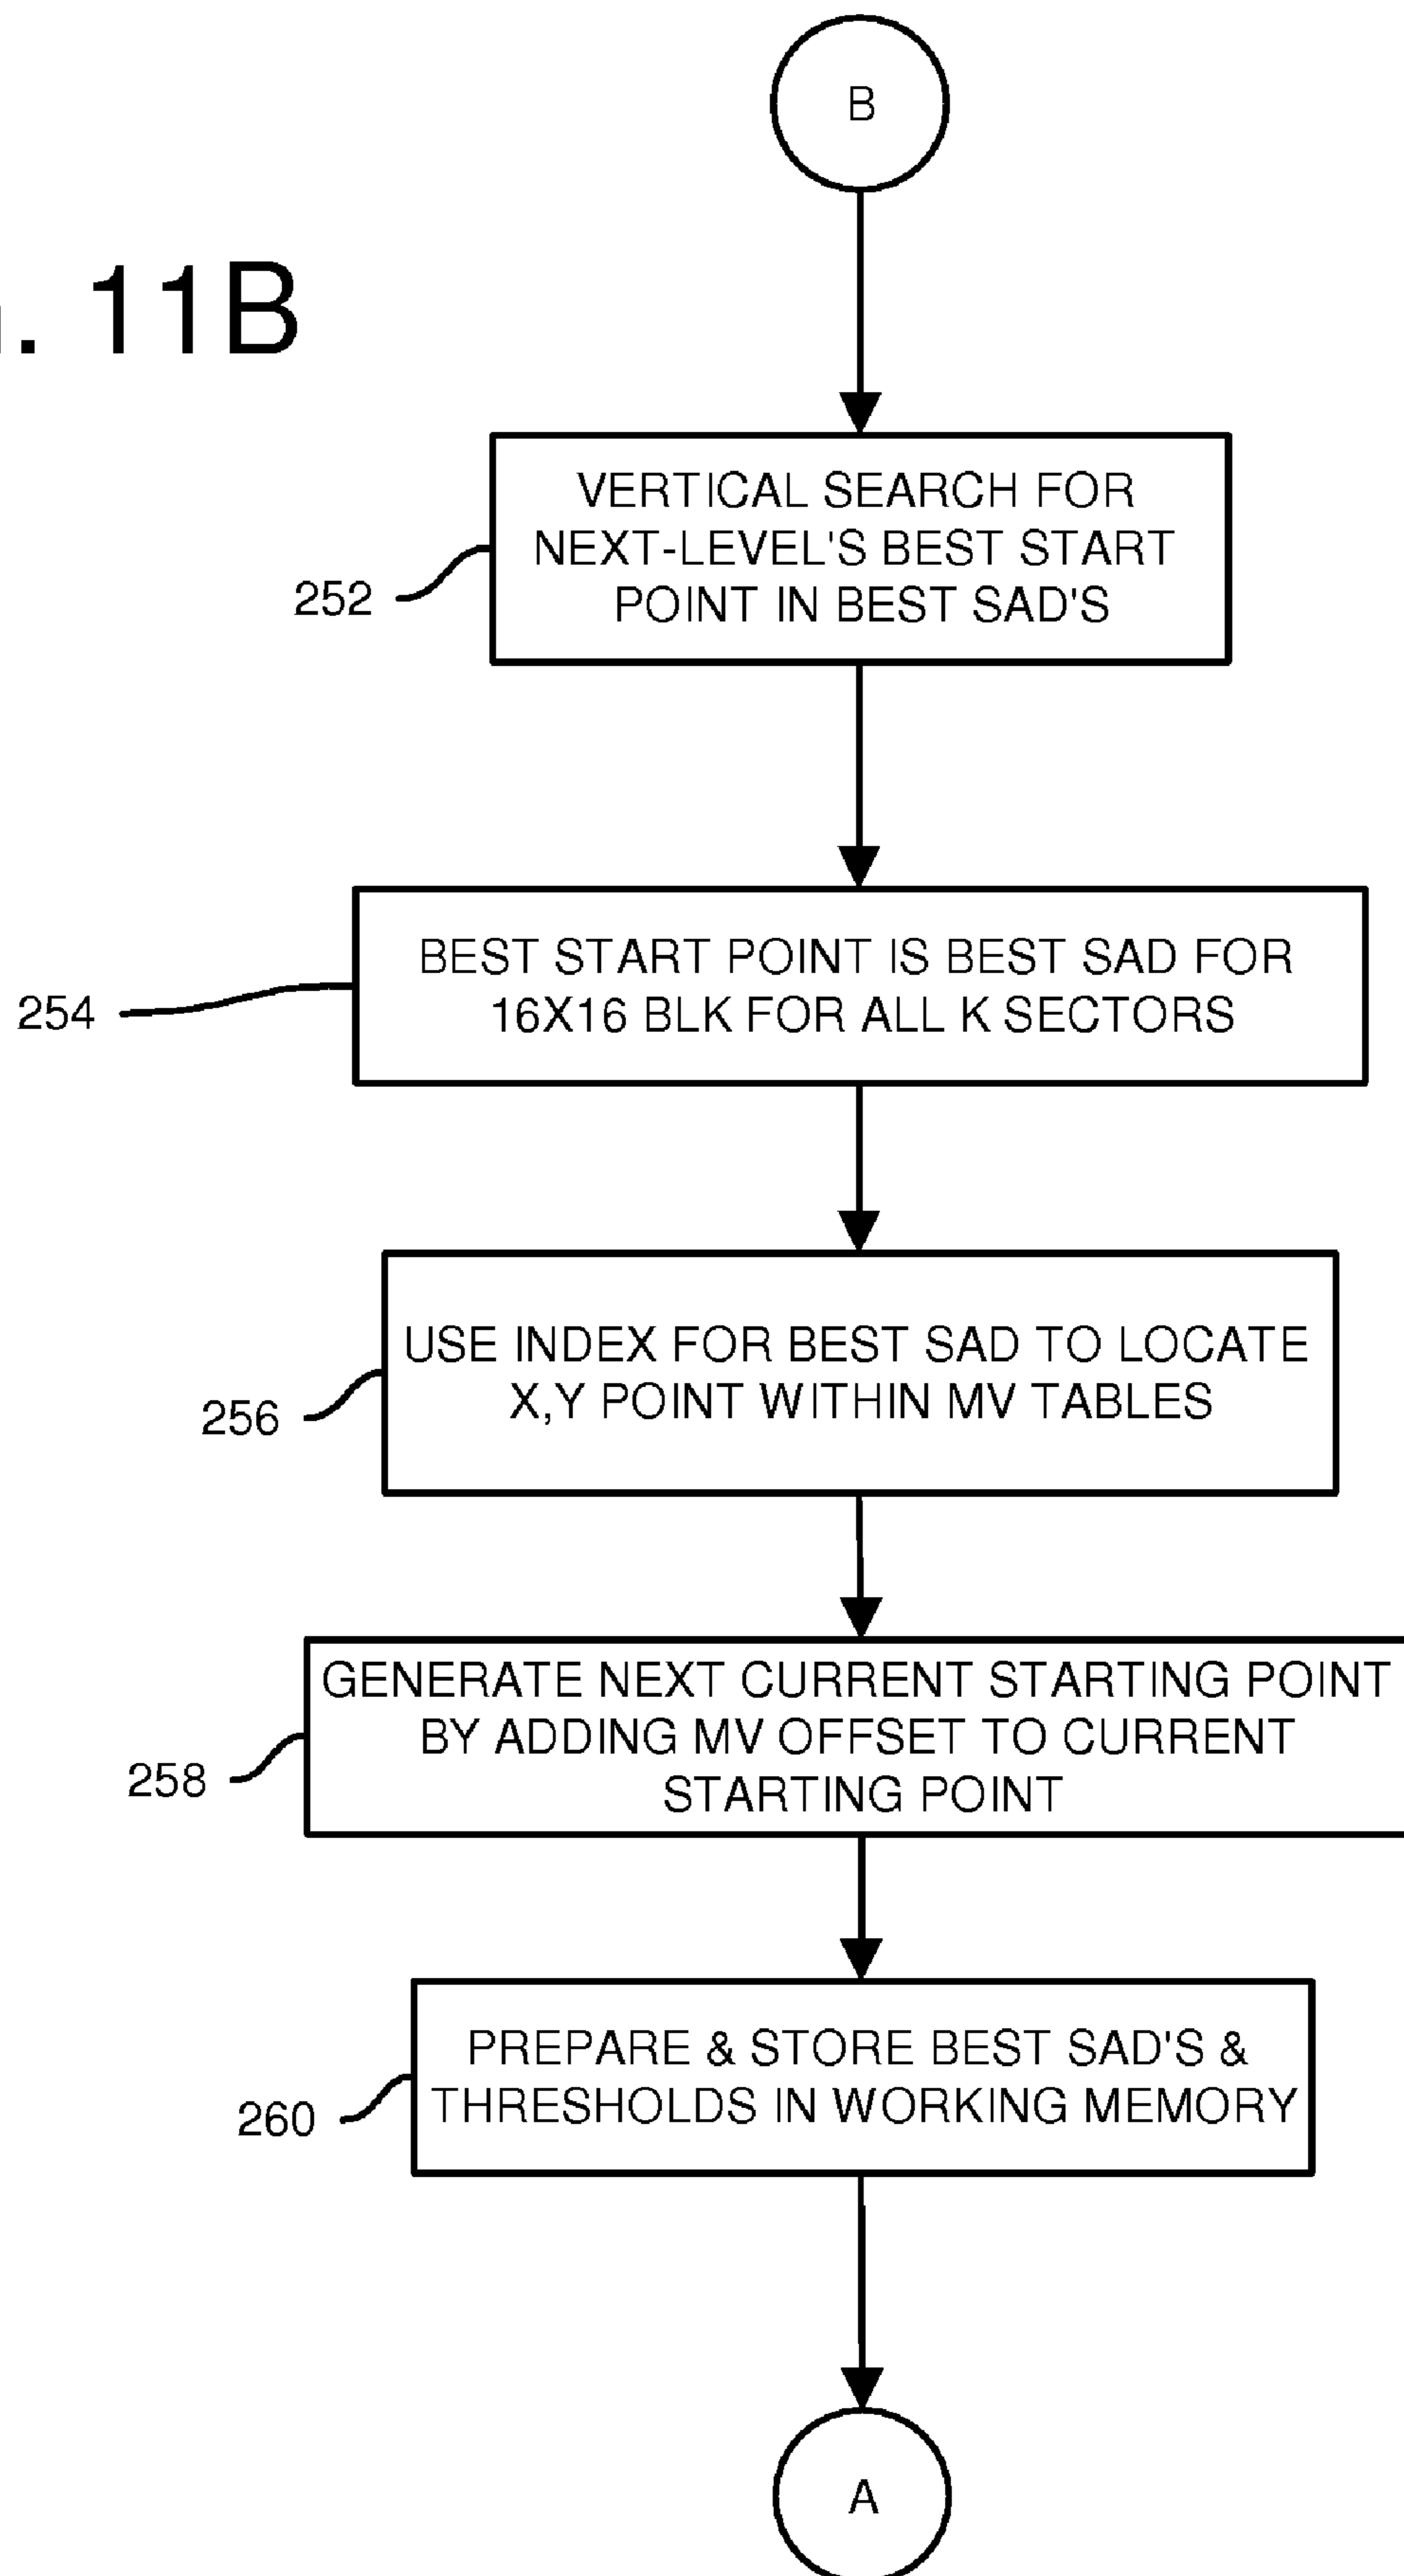 B
. 11B
VERTICAL SEARCH FOR
NEXT-LEVEL'S BEST START
POINT IN BEST SAD'S
252
BEST START POINT IS BEST SAD FOR
16X16 BLK FOR ALL K SECTORS
254
USE INDEX FOR BEST SAD TO LOCATE
X,Y POINT WITHIN MV TABLES
256
GENERATE NEXT CURRENT STARTING POINT
BY ADDING MV OFFSET TO CURRENT
STARTING POINT
258
PREPARE & STORE BEST SAD'S &
THRESHOLDS IN WORKING MEMORY
260
A